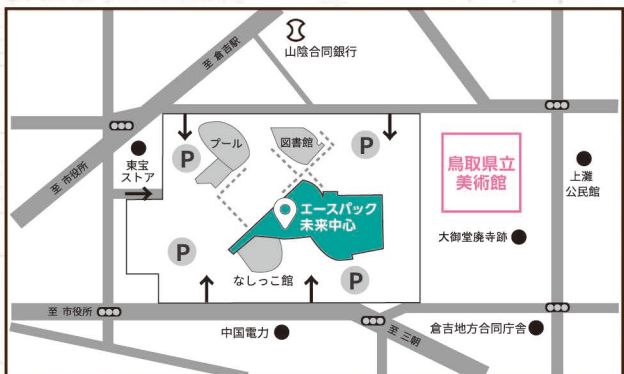 山陰合同銀行
至 倉吉駅
プール
図書館
P
P
東宝
ストア
鳥取県立
美術館
上灘
公民館
至 市役所
エースパック
未来中心
大御堂廃寺跡
P
なしっこ館
P
至 市役所
中国電力
至 三朝
倉吉地方合同庁舎